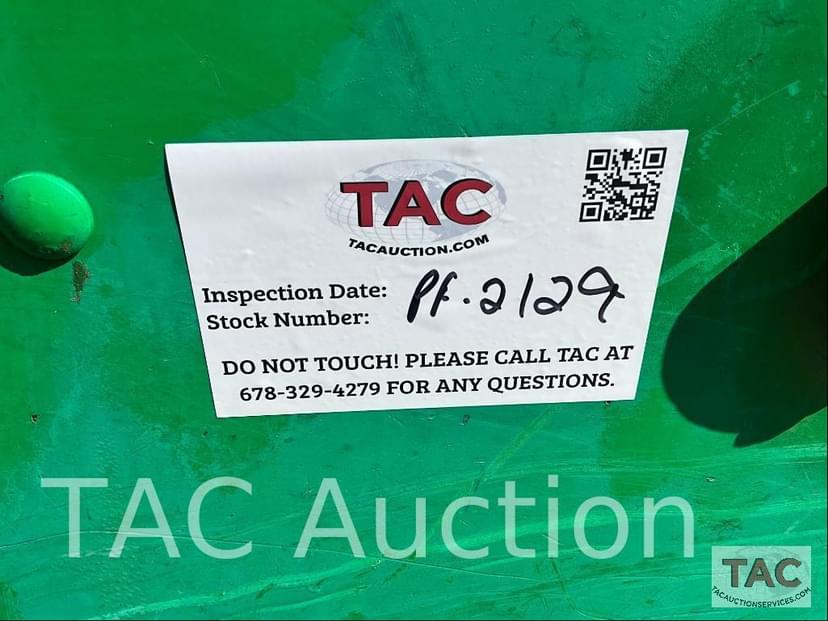 TAC
TACAUCTION.COM
Inspection Date:
Stock Number:
PF-2129
DO NOT TOUCH! PLEASE CALL TAC AT
678-329-4279 FOR ANY QUESTIONS.
TAC Auction
TAC
TACAUCTIONSERVICES.COM